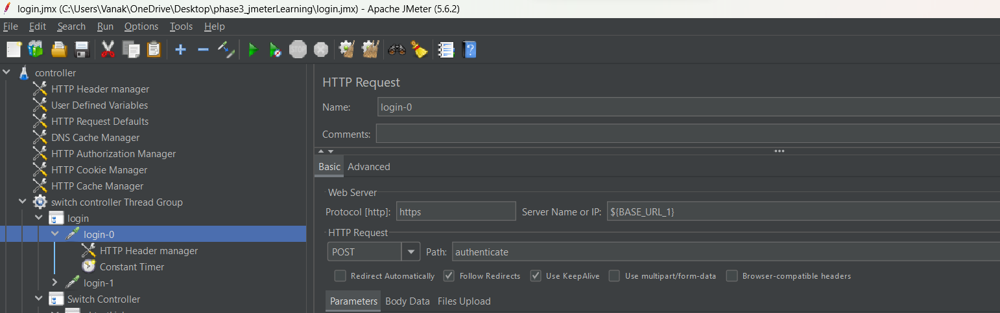 login.jmx (C:\Users\Vanak\OneDrive\Desktop\phase3_jmeterLearning\login.jmx) - Apache JMeter (5.6.2)
File Edit Search Run Options Tools Help
STOP
controller
HTTP Header manager
User Defined Variables
HTTP Request Defaults
DNS Cache Manager
HTTP Authorization Manager
HTTP Cookie Manager
HTTP Cache Manager
switch controller Thread Group
login
login-0
HTTP Header manager
Constant Timer
login-1
Switch Controller
HTTP Request
Name: login-0
Comments:
Basic Advanced
Web Server
Protocol [http]: https Server Name or IP: ${BASE_URL_1}
HTTP Request
POST Path: authenticate
Redirect Automatically Follow Redirects Use KeepAlive Use multipart/form-data Browser-compatible headers
Parameters Body Data Files Upload